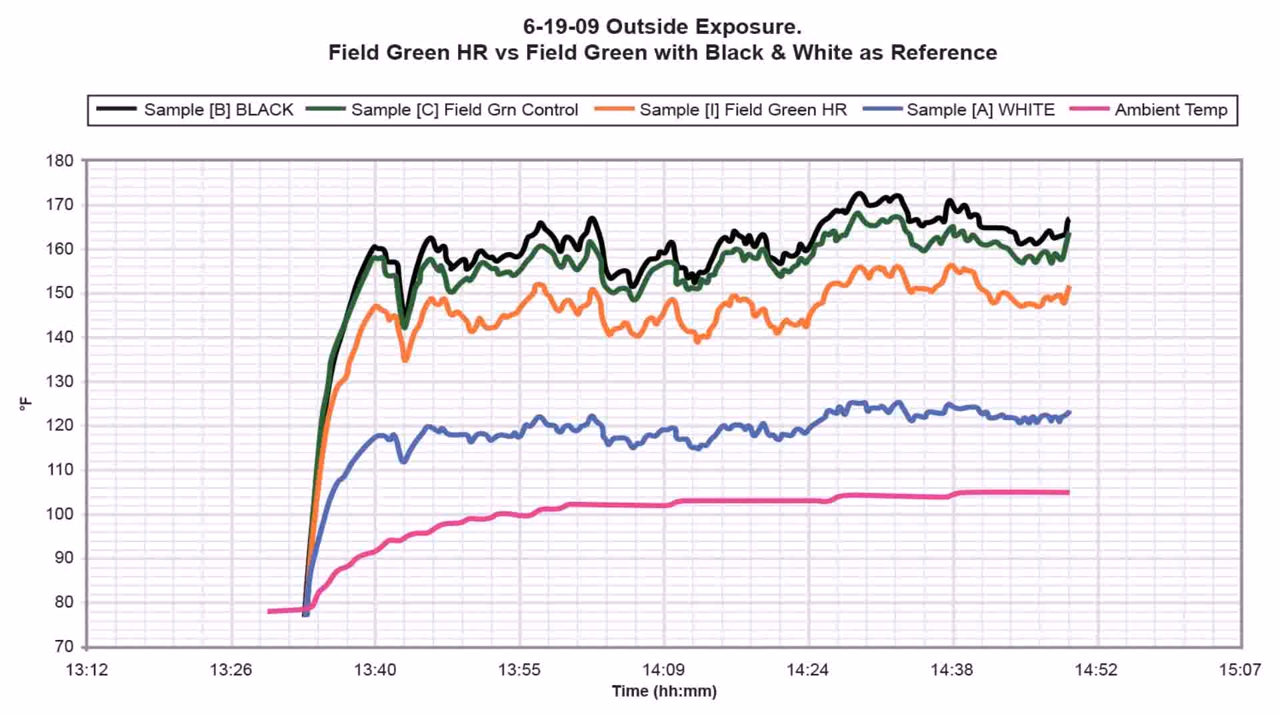 6-19-09 Outside Exposure.
Field Green HR vs Field Green with Black & White as Reference
Sample [B] BLACK Sample [C] Field Grn Control Sample [I] Field Green HR Sample [A] WHITE Ambient Temp
180
170
160
150
140
130
°F
120
110
100
90
80
70
13:12 13:26 13:40 13:55 14:09 14:24 14:38 14:52 15:07
Time (hh:mm)